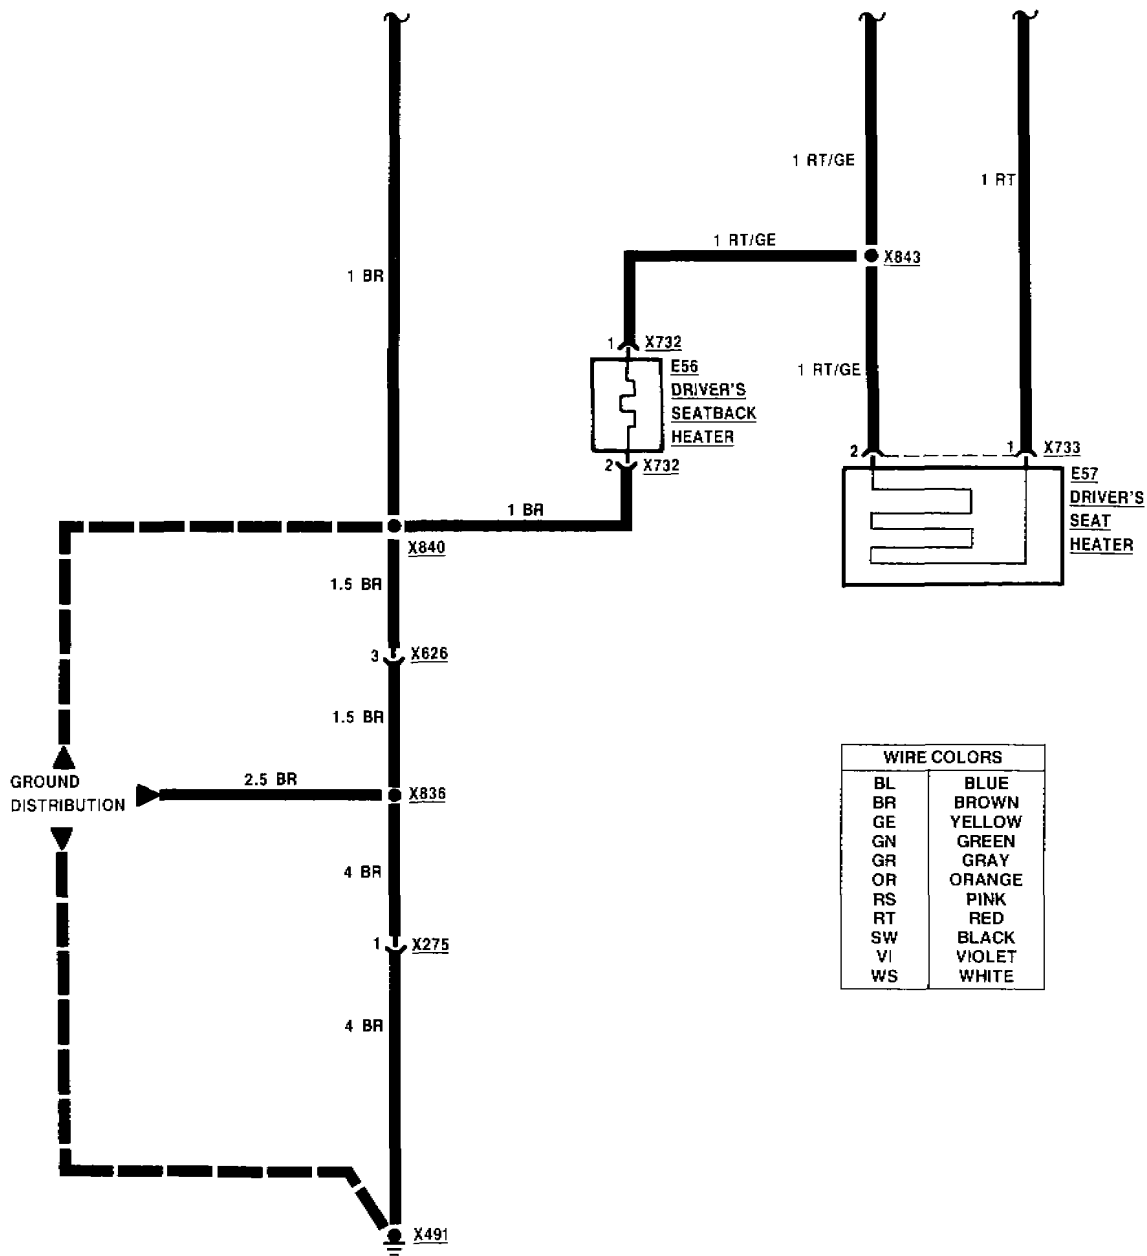 1 RT/GE
1 RT
1 RT/GE
X843
1 BR
1 X732
E56
DRIVER'S
SEATBACK
HEATER
1 RT/GE
2 X732
2
1 X733
E57
DRIVER'S
SEAT
HEATER
1 BR
X840
1.5 BR
3 X626
1.5 BR
GROUND
DISTRIBUTION
2.5 BR
X836
4 BR
1 X275
4 BR
X491
WIRE COLORS
BL BLUE
BR BROWN
GE YELLOW
GN GREEN
GR GRAY
OR ORANGE
RS PINK
RT RED
SW BLACK
VI VIOLET
WS WHITE